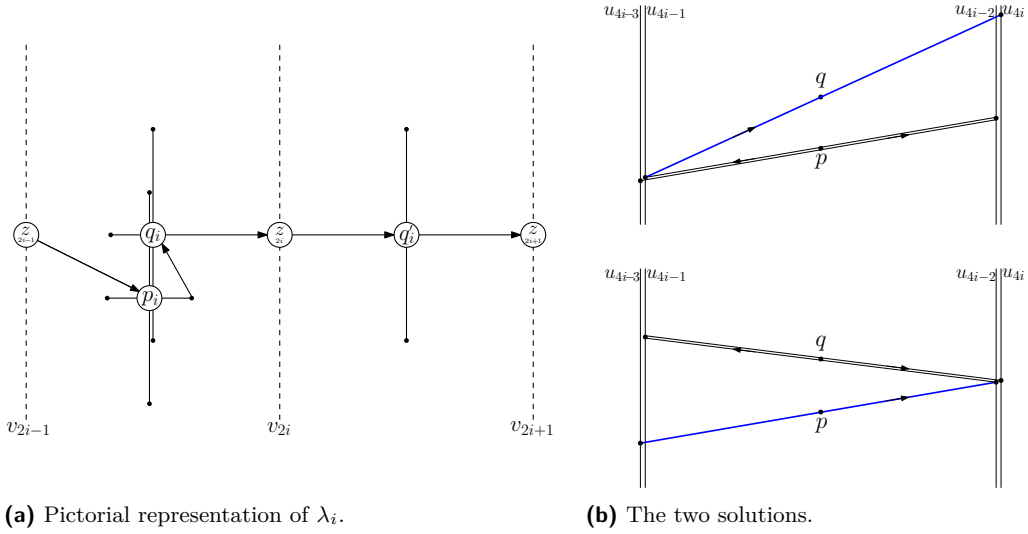 u4i−3 u4i−1 u4i−2 u4i
q
p
z2i−1 qi z2i q′i z2i+1
pi
v2i−1 v2i v2i+1
u4i−3 u4i−1 u4i−2 u4i
q
p
(a) Pictorial representation of λi.
(b) The two solutions.